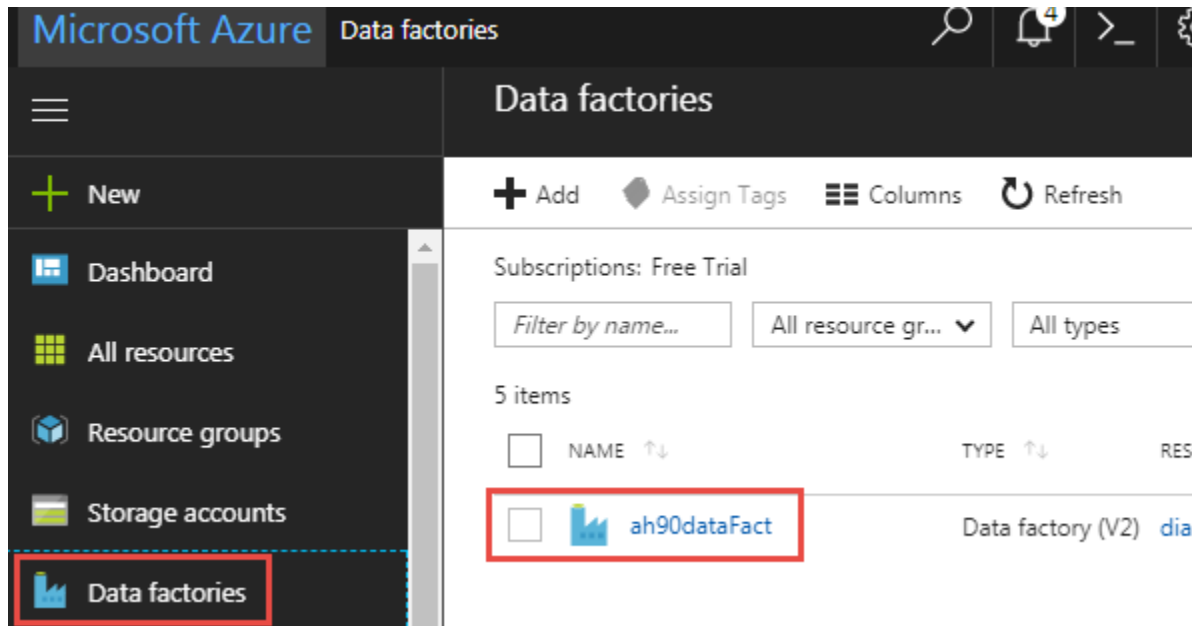 Microsoft Azure Data factories
4
Data factories
New
Add Assign Tags Columns Refresh
Dashboard
Subscriptions: Free Trial
Filter by name... All resource gr... All types
All resources
5 items
Resource groups
NAME TYPE RES
Storage accounts
ah90dataFact Data factory (V2) dia
Data factories